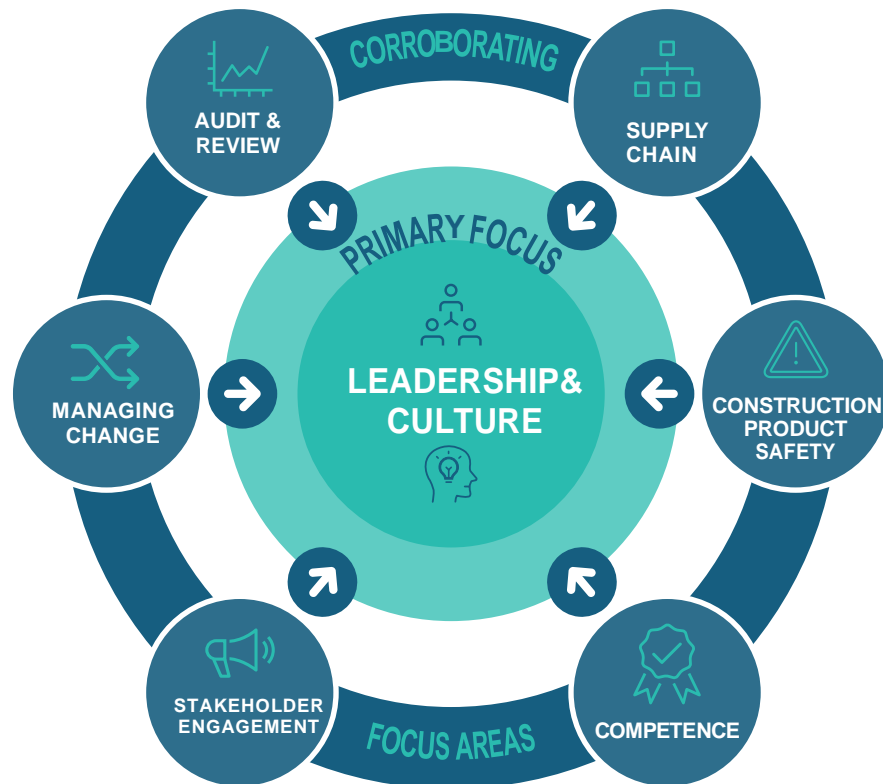 CORROBORATING
AUDIT &
REVIEW
SUPPLY
CHAIN
PRIMARY FOCUS
LEADERSHIP&
CULTURE
MANAGING
CHANGE
CONSTRUCTION
PRODUCT
SAFETY
STAKEHOLDER
ENGAGEMENT
COMPETENCE
FOCUS AREAS